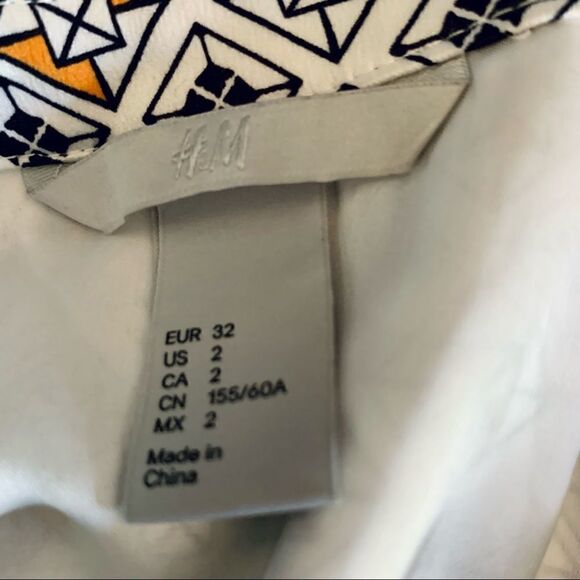 H&M
EUR 32
US 2
CA 2
CN 155/60A
MX 2
Made in
China